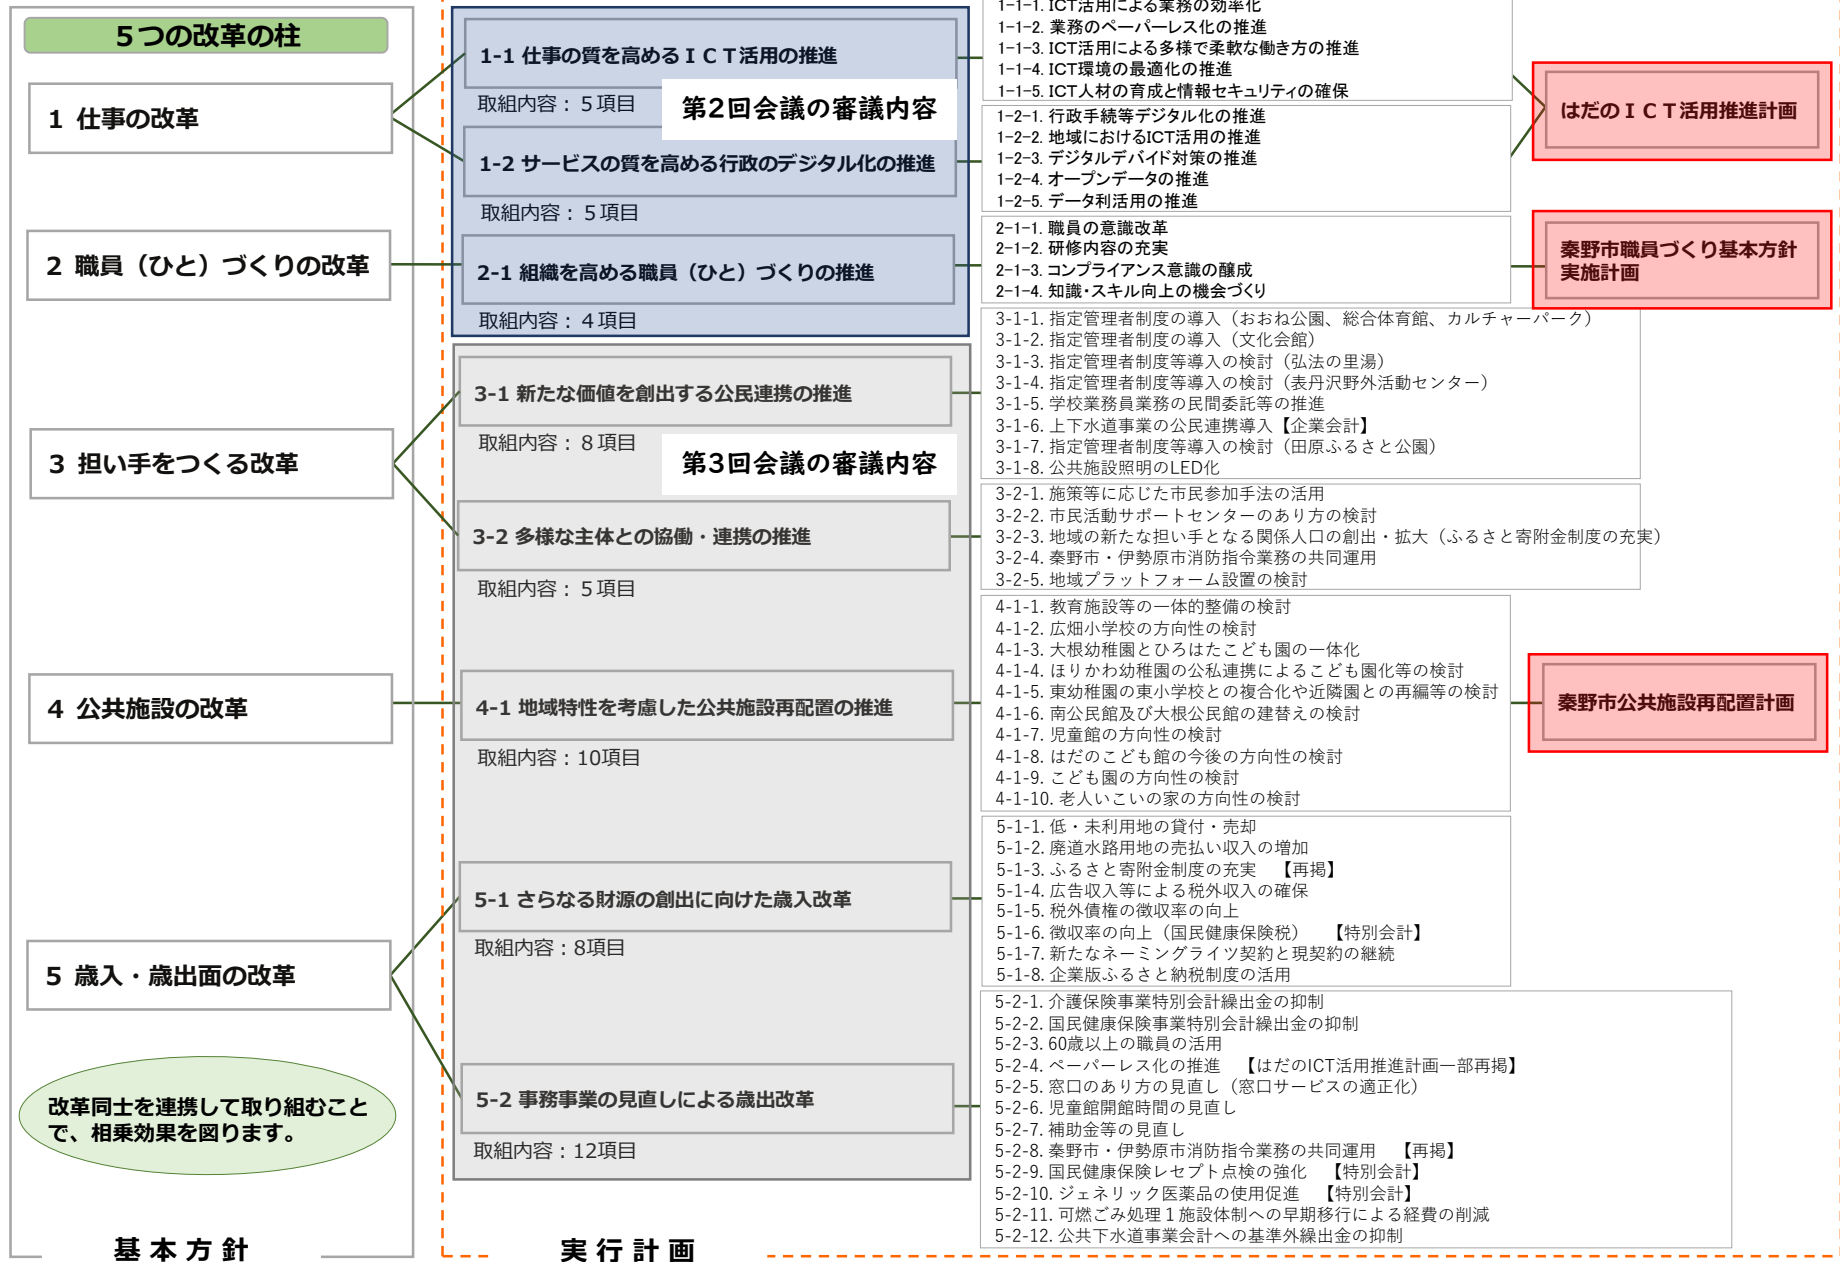 5つの改革の柱
1 仕事の改革
2 職員（ひと）づくりの改革
3 担い手をつくる改革
4 公共施設の改革
5 歳入・歳出面の改革
改革同士を連携して取り組むこと
で、相乗効果を図ります。
基本方針
1-1 仕事の質を高めるＩＣＴ活用の推進
取組内容：５項目
第2回会議の審議内容
1-2 サービスの質を高める行政のデジタル化の推進
取組内容：５項目
2-1 組織を高める職員（ひと）づくりの推進
取組内容：４項目
3-1 新たな価値を創出する公民連携の推進
取組内容：８項目
第3回会議の審議内容
3-2 多様な主体との協働・連携の推進
取組内容：５項目
4-1 地域特性を考慮した公共施設再配置の推進
取組内容：10項目
5-1 さらなる財源の創出に向けた歳入改革
取組内容：8項目
5-2 事務事業の見直しによる歳出改革
取組内容：12項目
実行計画
1-1-1. ICT活用による業務の効率化
1-1-2. 業務のペーパーレス化の推進
1-1-3. ICT活用による多様で柔軟な働き方の推進
1-1-4. ICT環境の最適化の推進
1-1-5. ICT人材の育成と情報セキュリティの確保
1-2-1. 行政手続等デジタル化の推進
1-2-2. 地域におけるICT活用の推進
1-2-3. デジタルデバイド対策の推進
1-2-4. オープンデータの推進
1-2-5. データ利活用の推進
2-1-1. 職員の意識改革
2-1-2. 研修内容の充実
2-1-3. コンプライアンス意識の醸成
2-1-4. 知識・スキル向上の機会づくり
3-1-1. 指定管理者制度の導入（おおね公園、総合体育館、カルチャーパーク）
3-1-2. 指定管理者制度の導入（文化会館）
3-1-3. 指定管理者制度等導入の検討（弘法の里湯）
3-1-4. 指定管理者制度等導入の検討（表丹沢野外活動センター）
3-1-5. 学校業務員業務の民間委託等の推進
3-1-6. 上下水道事業の公民連携導入【企業会計】
3-1-7. 指定管理者制度等導入の検討（田原ふるさと公園）
3-1-8. 公共施設照明のLED化
3-2-1. 施策等に応じた市民参加手法の活用
3-2-2. 市民活動サポートセンターのあり方の検討
3-2-3. 地域の新たな担い手となる関係人口の創出・拡大（ふるさと寄附金制度の充実）
3-2-4. 秦野市・伊勢原市消防指令業務の共同運用
3-2-5. 地域プラットフォーム設置の検討
4-1-1. 教育施設等の一体的整備の検討
4-1-2. 広畑小学校の方向性の検討
4-1-3. 大根幼稚園とひろはたこども園の一体化
4-1-4. ほりかわ幼稚園の公私連携によるこども園化等の検討
4-1-5. 東幼稚園の東小学校との複合化や近隣園との再編等の検討
4-1-6. 南公民館及び大根公民館の建替えの検討
4-1-7. 児童館の方向性の検討
4-1-8. はだのこども館の今後の方向性の検討
4-1-9. こども園の方向性の検討
4-1-10. 老人いこいの家の方向性の検討
5-1-1. 低・未利用地の貸付・売却
5-1-2. 廃道水路用地の売払い収入の増加
5-1-3. ふるさと寄附金制度の充実　【再掲】
5-1-4. 広告収入等による税外収入の確保
5-1-5. 税外債権の徴収率の向上
5-1-6. 徴収率の向上（国民健康保険税）　【特別会計】
5-1-7. 新たなネーミングライツ契約と現契約の継続
5-1-8. 企業版ふるさと納税制度の活用
5-2-1. 介護保険事業特別会計繰出金の抑制
5-2-2. 国民健康保険事業特別会計繰出金の抑制
5-2-3. 60歳以上の職員の活用
5-2-4. ペーパーレス化の推進　【はだのICT活用推進計画一部再掲】
5-2-5. 窓口のあり方の見直し（窓口サービスの適正化）
5-2-6. 児童館開館時間の見直し
5-2-7. 補助金等の見直し
5-2-8. 秦野市・伊勢原市消防指令業務の共同運用　【再掲】
5-2-9. 国民健康保険レセプト点検の強化　【特別会計】
5-2-10. ジェネリック医薬品の使用促進　【特別会計】
5-2-11. 可燃ごみ処理１施設体制への早期移行による経費の削減
5-2-12. 公共下水道事業会計への基準外繰出金の抑制
はだのＩＣＴ活用推進計画
秦野市職員づくり基本方針
実施計画
秦野市公共施設再配置計画